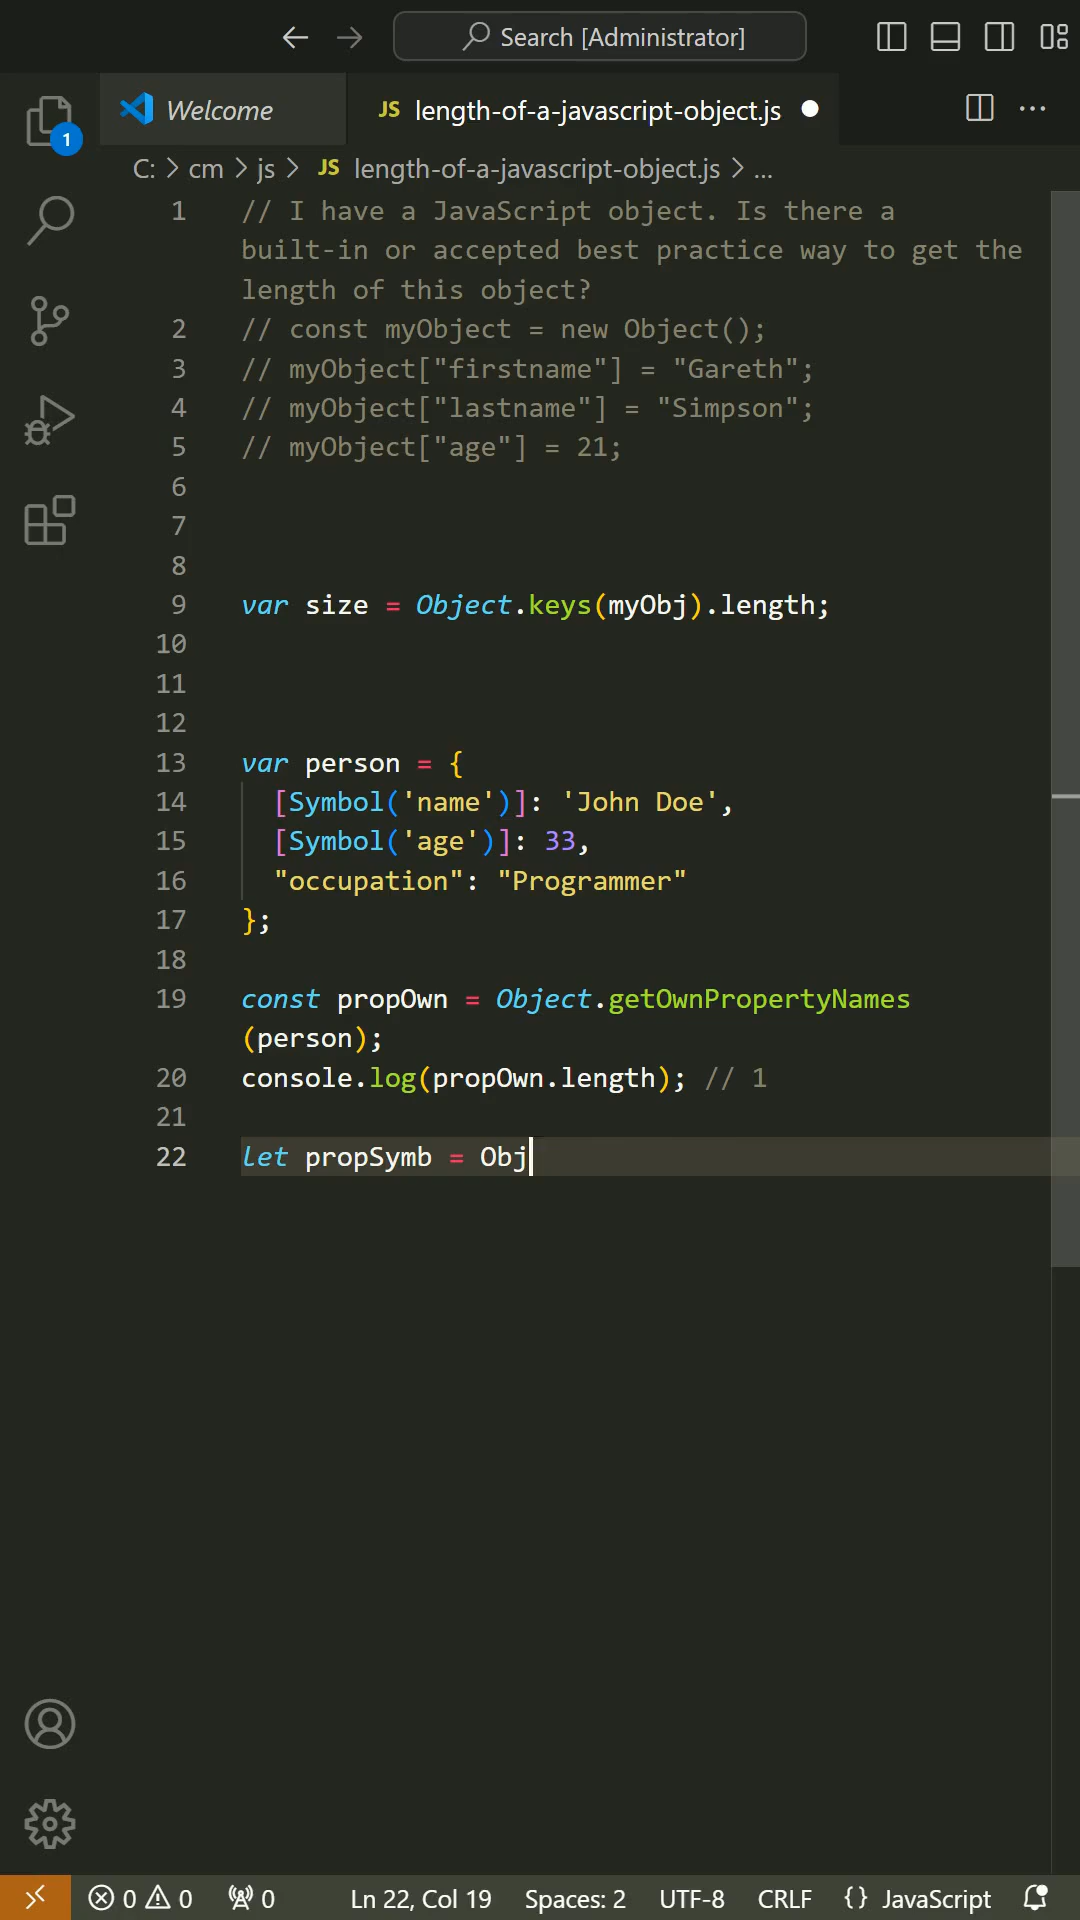 Search [Administrator]
Welcome
JS length-of-a-javascript-object.js
1
C: > cm > js > JS length-of-a-javascript-object.js > ...
1 // I have a JavaScript object. Is there a
built-in or accepted best practice way to get the
length of this object?
2 // const myObject = new Object();
3 // myObject["firstname"] = "Gareth";
4 // myObject["lastname"] = "Simpson";
5 // myObject["age"] = 21;
6
7
8
9 var size = Object.keys(myObj).length;
10
11
12
13 var person = {
14 [Symbol('name')]: 'John Doe',
15 [Symbol('age')]: 33,
16 "occupation": "Programmer"
17 };
18
19 const propOwn = Object.getOwnPropertyNames
(person);
20 console.log(propOwn.length); // 1
21
22 let propSymb = Obj
0 0 0 Ln 22, Col 19 Spaces: 2 UTF-8 CRLF {} JavaScript